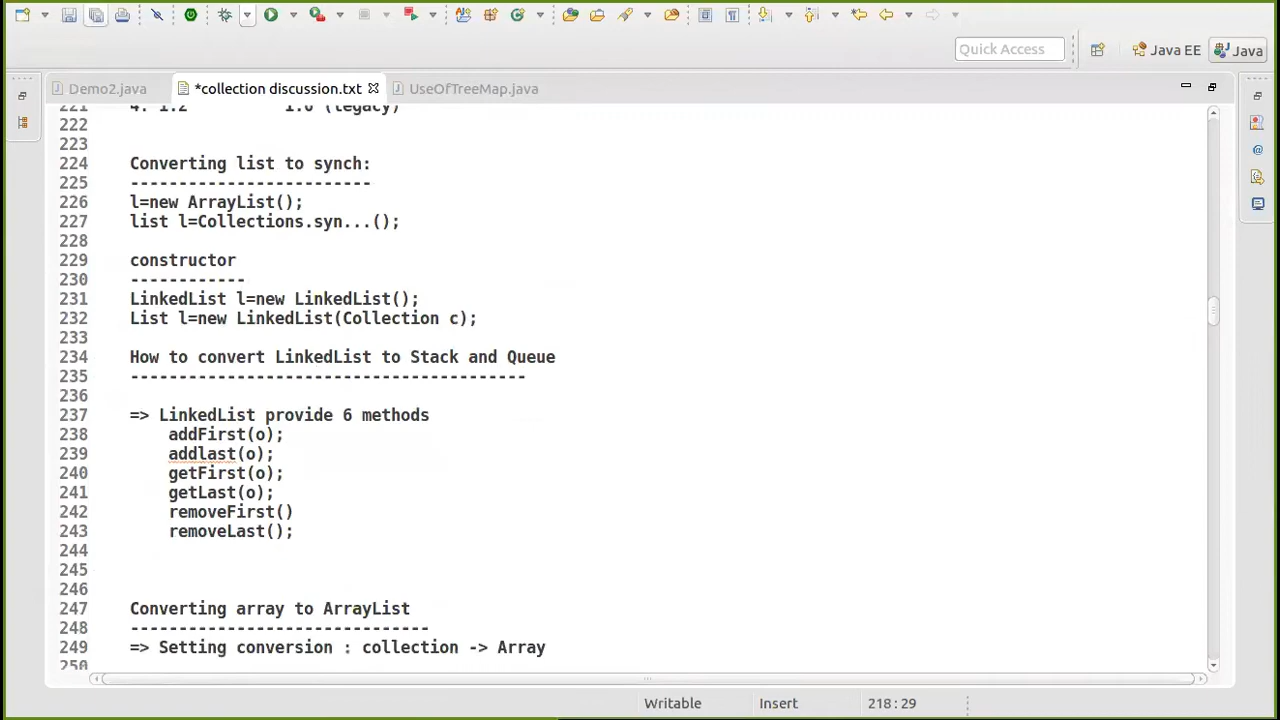 Quick Access
Java EE
Java
Demo2.java
*collection discussion.txt
UseOfTreeMap.java
221 4. 1.2 1.0 (legacy)
222
223
224 Converting list to synch:
225 -------------------------
226 l=new ArrayList();
227 list l=Collections.syn...();
228
229 constructor
230 ------------
231 LinkedList l=new LinkedList();
232 List l=new LinkedList(Collection c);
233
234 How to convert LinkedList to Stack and Queue
235 -----------------------------------------
236
237 => LinkedList provide 6 methods
238 addFirst(o);
239 addlast(o);
240 getFirst(o);
241 getLast(o);
242 removeFirst()
243 removeLast();
244
245
246
247 Converting array to ArrayList
248 -------------------------------
249 => Setting conversion : collection -> Array
250
Writable
Insert
218 : 29